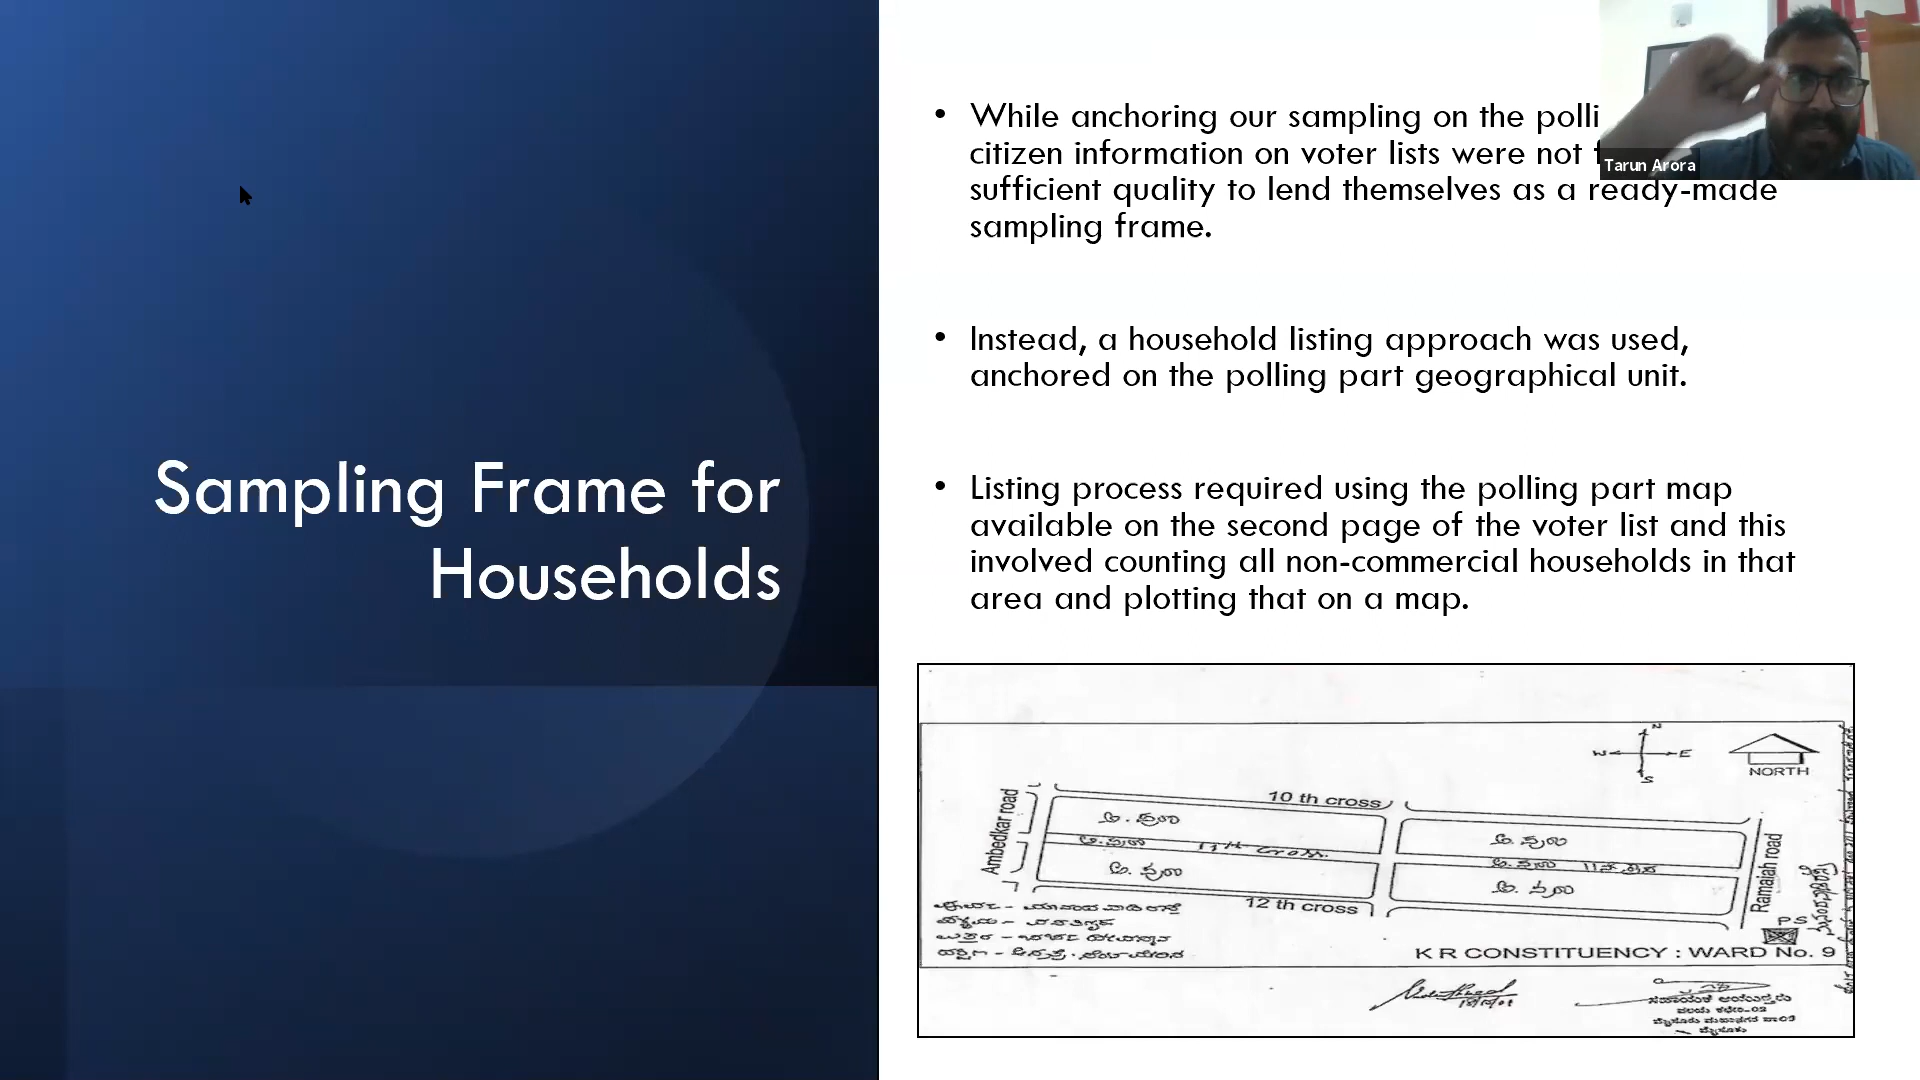 Sampling Frame for
Households
• While anchoring our sampling on the polli
citizen information on voter lists were not
sufficient quality to lend themselves as a ready-made
sampling frame.
• Instead, a household listing approach was used,
anchored on the polling part geographical unit.
• Listing process required using the polling part map
available on the second page of the voter list and this
involved counting all non-commercial households in that
area and plotting that on a map.
Tarun Arora
N
W E
S
NORTH
10 th cross
Ambedkar road
11th cross
12 th cross
Ramaiah road
PS
K R CONSTITUENCY : WARD No. 9